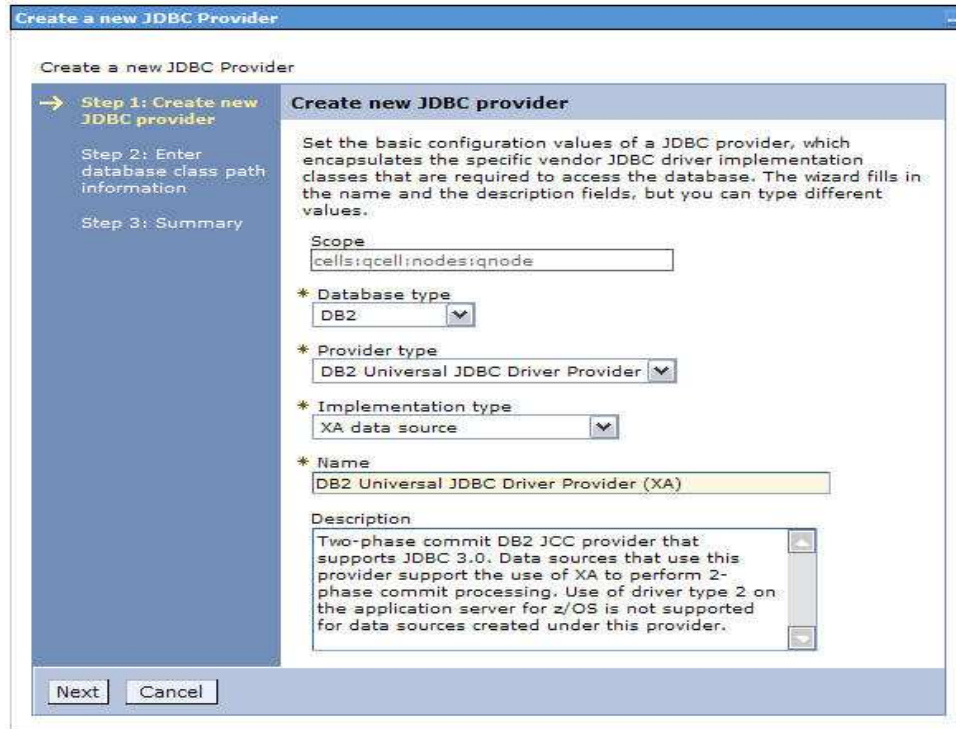 Create a new JDBC Provider
Create a new JDBC Provider
Step 1: Create new
JDBC provider
Step 2: Enter
database class path
information
Step 3: Summary
Create new JDBC provider
Set the basic configuration values of a JDBC provider, which
encapsulates the specific vendor JDBC driver implementation
classes that are required to access the database. The wizard fills in
the name and the description fields, but you can type different
values.
Scope
cells:qcell:nodes:qnode
* Database type
DB2
* Provider type
DB2 Universal JDBC Driver Provider
* Implementation type
XA data source
* Name
DB2 Universal JDBC Driver Provider (XA)
Description
Two-phase commit DB2 JCC provider that
supports JDBC 3.0. Data sources that use this
provider support the use of XA to perform 2-
phase commit processing. Use of driver type 2 on
the application server for z/OS is not supported
for data sources created under this provider.
Next
Cancel